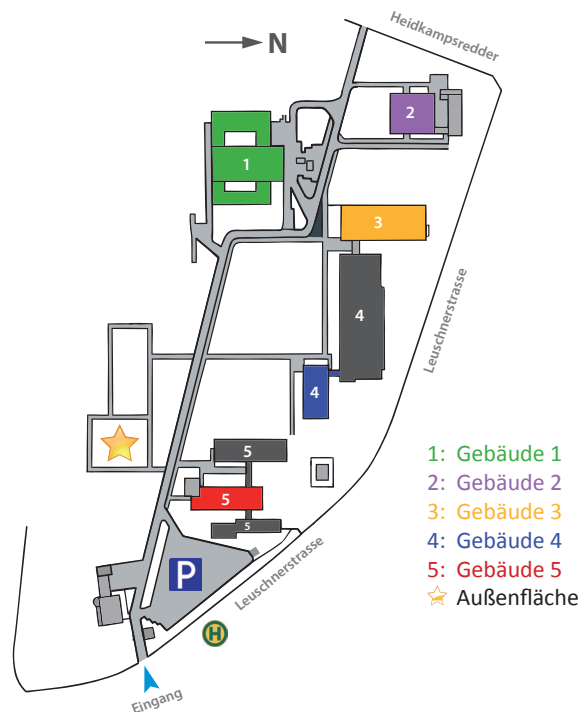 Heidkampsredder
N
2
1
3
4
Leuschnerstrasse
4
5
5
5
1: Gebäude 1
2: Gebäude 2
3: Gebäude 3
4: Gebäude 4
5: Gebäude 5
Außenfläche
P
Leuschnerstrasse
H
Eingang